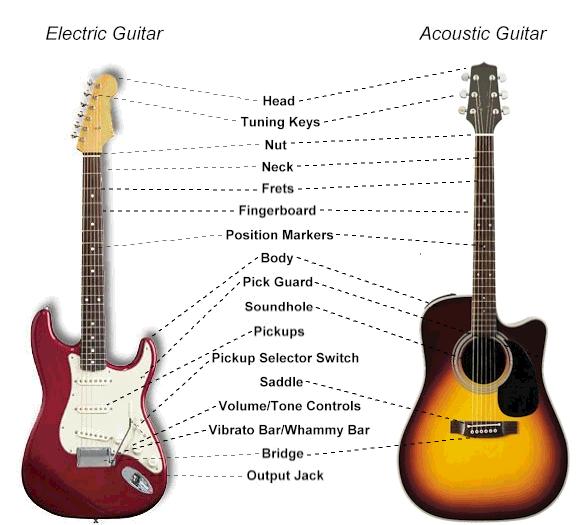 Electric Guitar
Acoustic Guitar
Head
Tuning Keys
Nut
Neck
Frets
Fingerboard
Position Markers
Body
Pick Guard
Soundhole
Pickups
Pickup Selector Switch
Saddle
Volume/Tone Controls
Vibrato Bar/Whammy Bar
Bridge
Output Jack